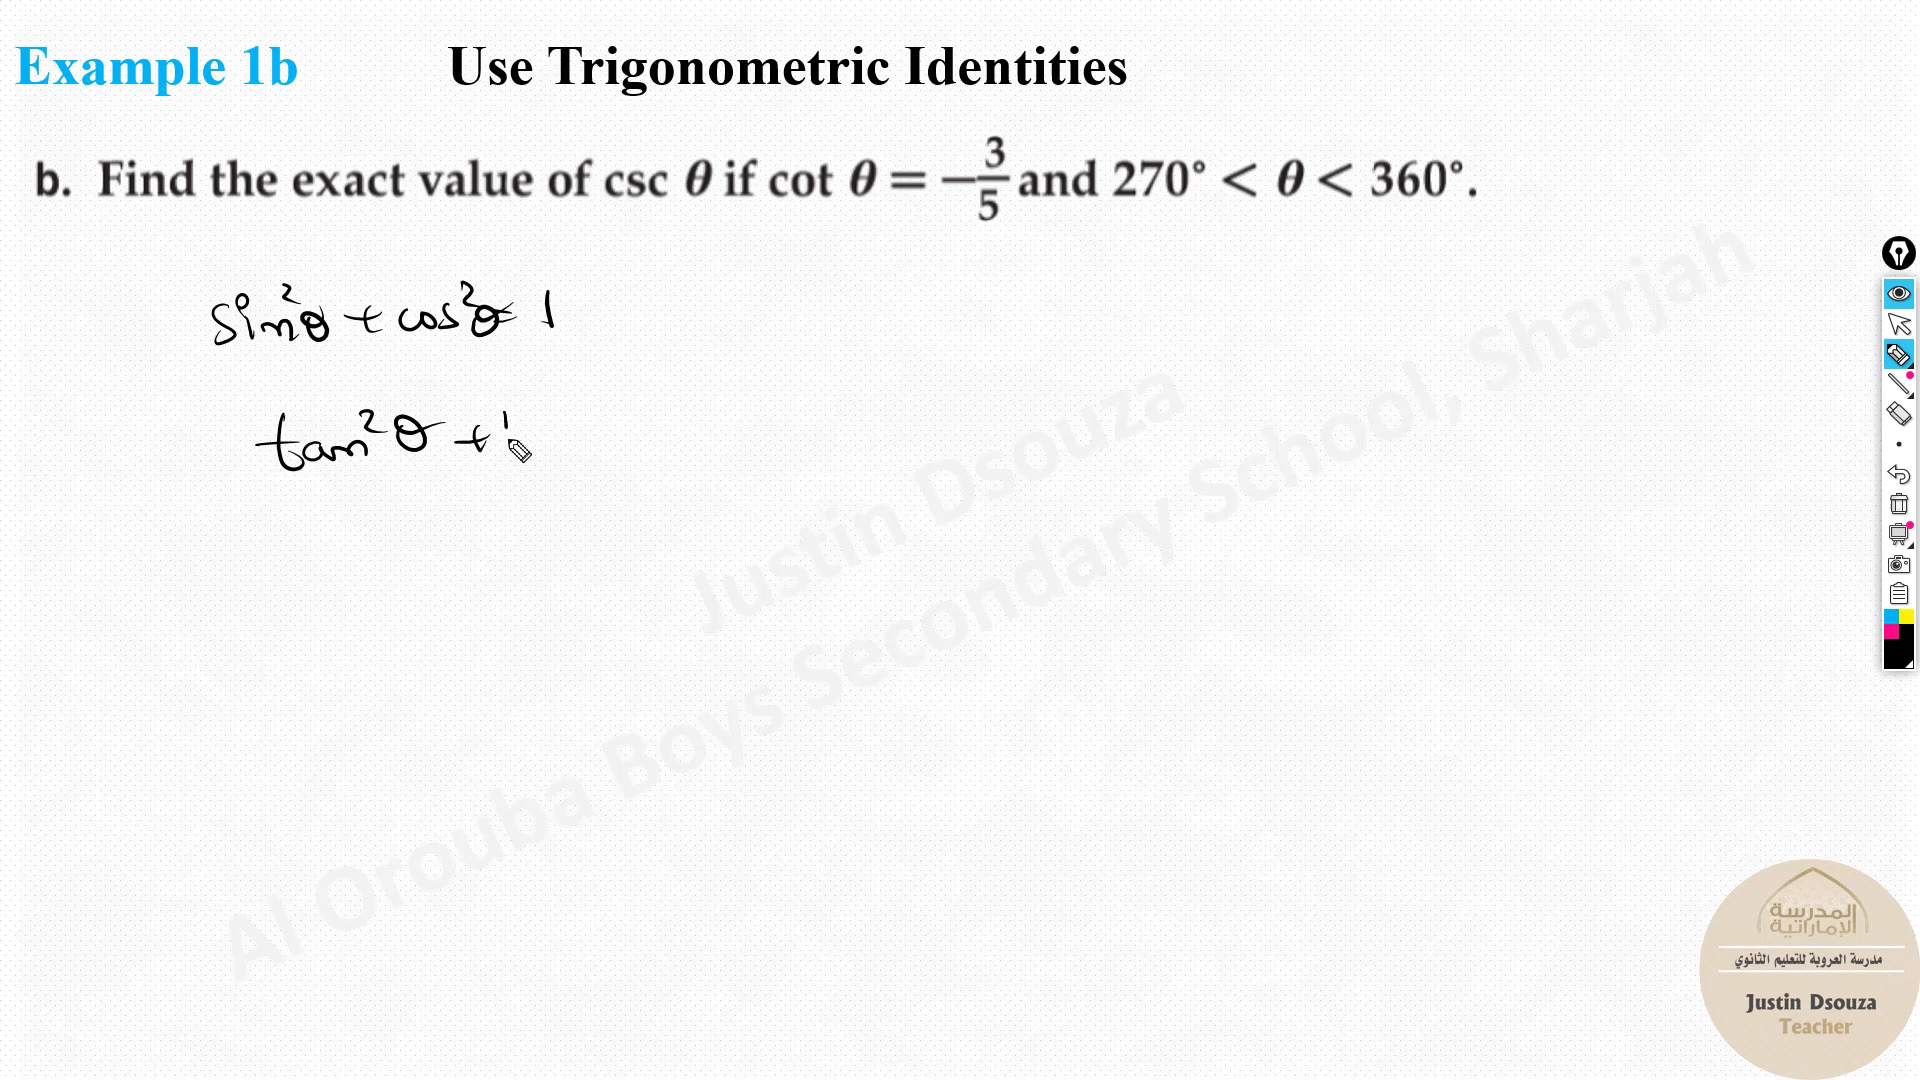 Example 1b Use Trigonometric Identities
b. Find the exact value of csc θ if cot θ = −3/5 and 270° < θ < 360°.
sin²θ + cos²θ = 1
tan²θ + 1
Justin Dsouza
Al Orouba Boys Secondary School, Sharjah
المدرسة
الإماراتية
مدرسة العروبة للتعليم الثانوي
Justin Dsouza
Teacher